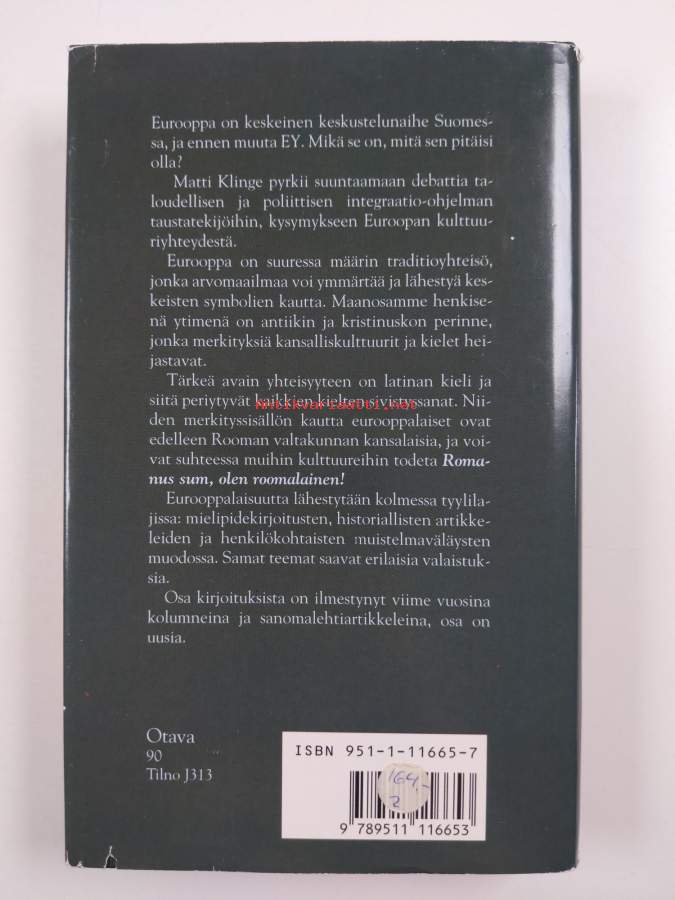 Eurooppa on keskeinen keskustelunaihe Suomes-
sa, ja ennen muuta EY. Mikä se on, mitä sen pitäisi
olla?
Matti Klinge pyrkii suuntaamaan debattia ta-
loudellisen ja poliittisen integraatio-ohjelman
taustatekijöihin, kysymykseen Euroopan kulttuu-
riyhteydestä.
Eurooppa on suuressa määrin traditioyhteisö,
jonka arvomaailmaa voi ymmärtää ja lähestyä kes-
keisten symbolien kautta. Maanosamme henkise-
nä ytimenä on antiikin ja kristinuskon perinne,
jonka merkityksiä kansalliskulttuurit ja kielet hei-
jastavat.
Tärkeä avain yhteisyyteen on latinan kieli ja
siitä periytyvät kaikkien kielten sivistyssanat. Nii-
Antikvariaatti.net
den merkityssisällön kautta eurooppalaiset ovat
edelleen Rooman valtakunnan kansalaisia, ja voi-
vat suhteessa muihin kulttuureihin todeta Roma-
nus sum, olen roomalainen!
Eurooppalaisuutta lähestytään kolmessa tyylila-
jissa: mielipidekirjoitusten, historiallisten artikke-
leiden ja henkilökohtaisten muistelmaväläysten
muodossa. Samat teemat saavat erilaisia valaistuk-
sia.
Osa kirjoituksista on ilmestynyt viime vuosina
kolumneina ja sanomalehtiartikkeleina, osa on
uusia.
Otava
90
Tilno J313
ISBN 951-1-11665-7
164,-
2
9 789511 116653